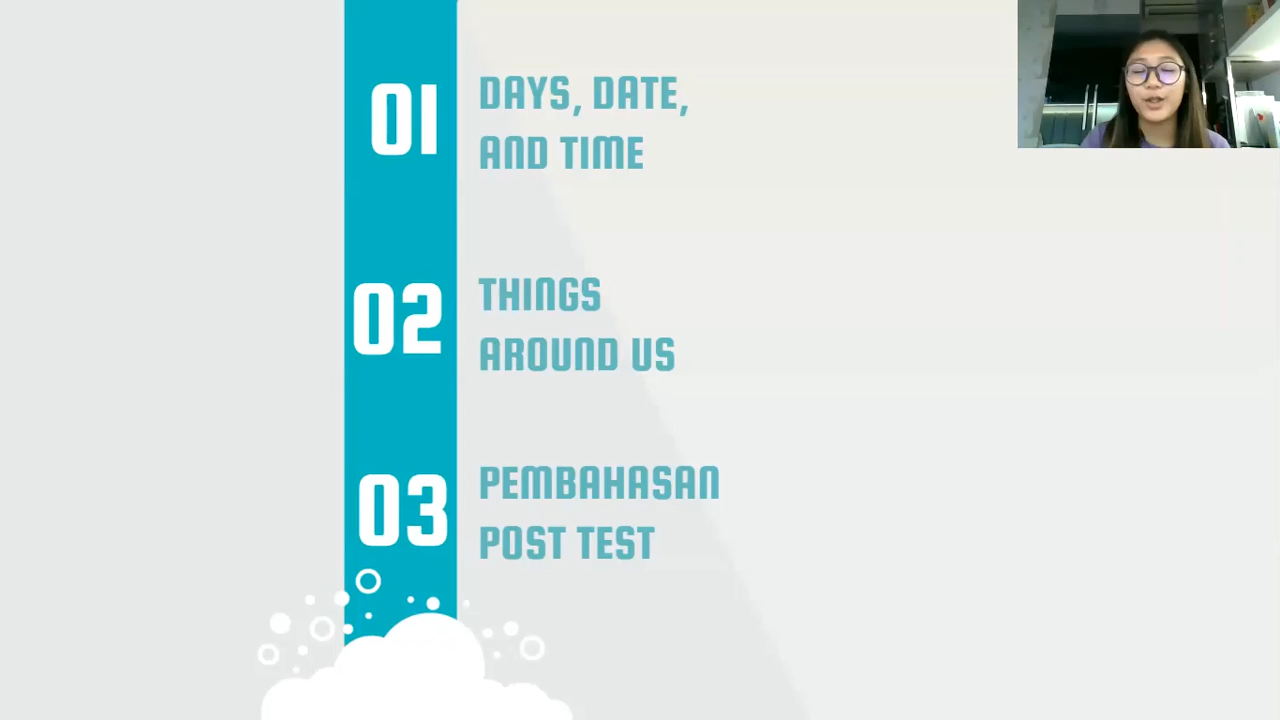 01
DAYS, DATE,
AND TIME
02
THINGS
AROUND US
03
PEMBAHASAN
POST TEST